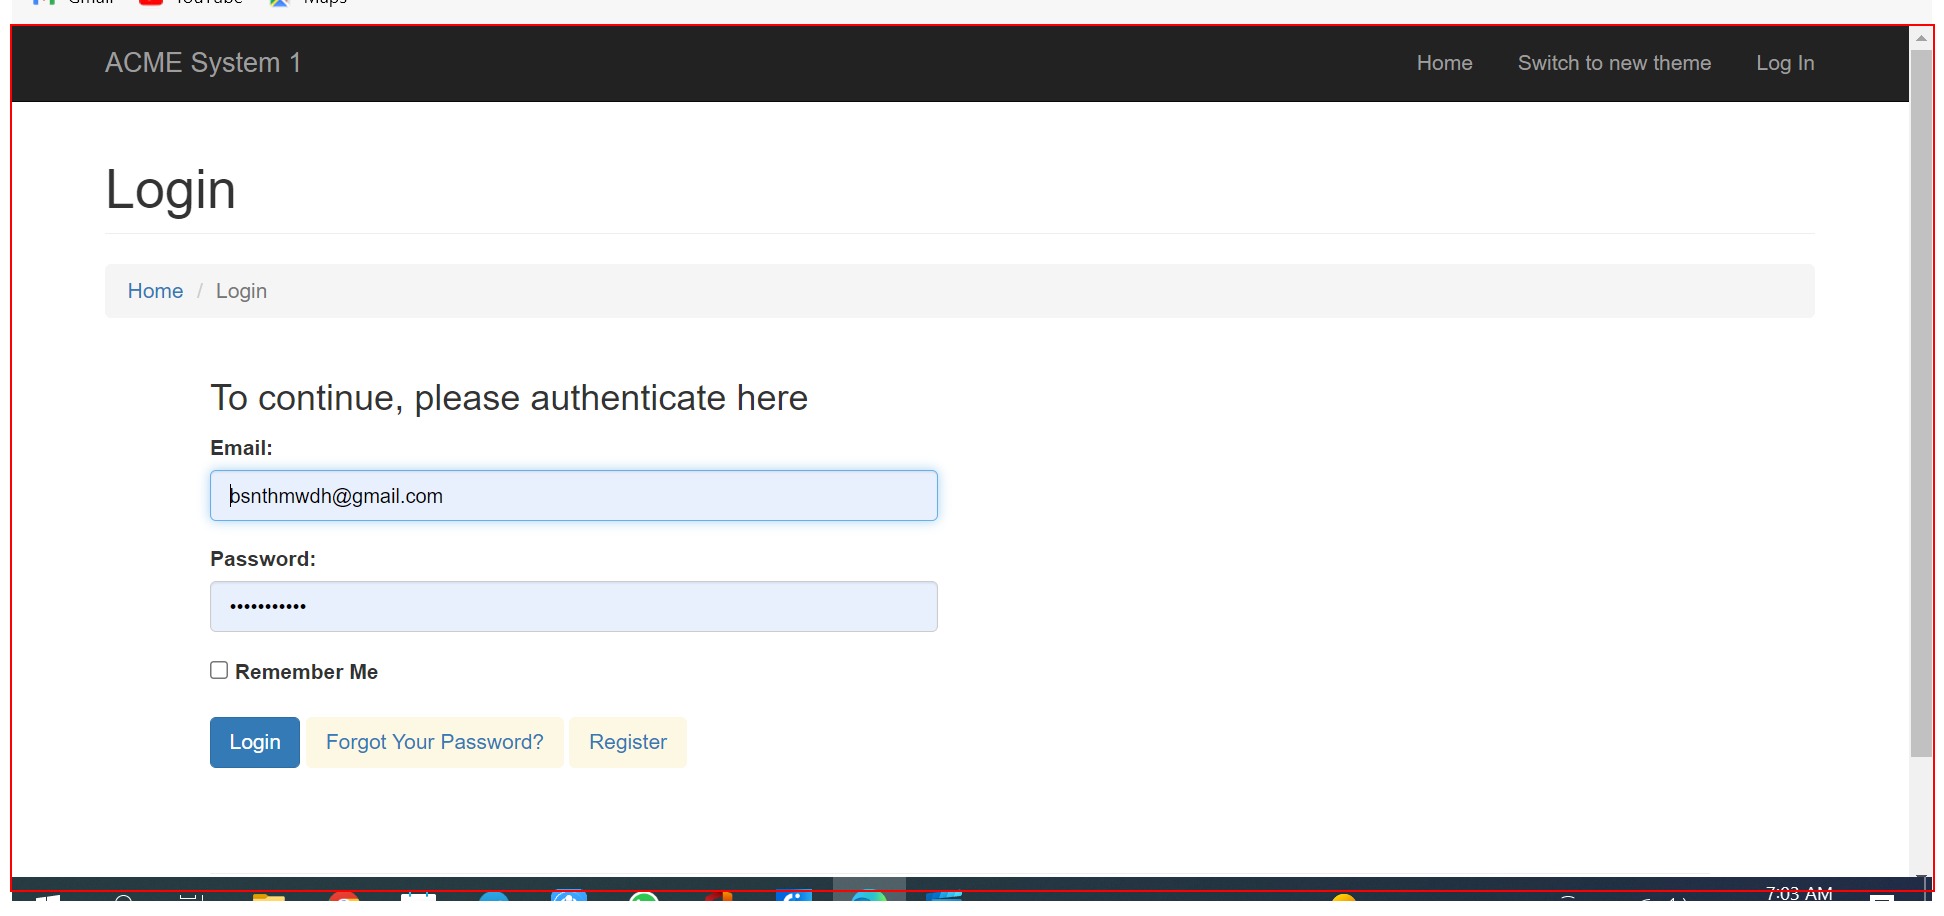 Gmail YouTube Maps
ACME System 1 Home Switch to new theme Log In
Login
Home / Login
To continue, please authenticate here
Email:
bsnthmwdh@gmail.com
Password:
•••••••••••
Remember Me
Login Forgot Your Password? Register
7:03 AM